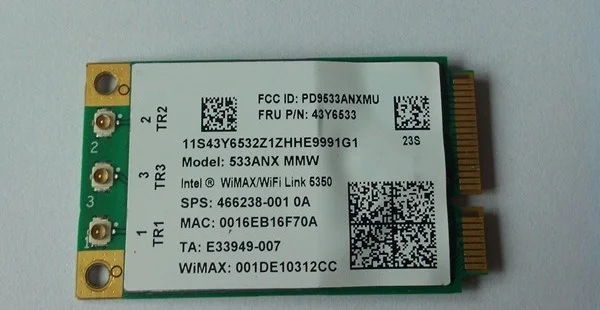 FCC ID: PD9533ANXMU
FRU P/N: 43Y6533
23S
11S43Y6532Z1ZHHE9991G1
Model: 533ANX MMW
Intel ® WiMAX/WiFi Link 5350
SPS: 466238-001 0A
MAC: 0016EB16F70A
TA: E33949-007
WiMAX: 001DE10312CC
2
TR2
3
TR3
1
TR1
2
3
1